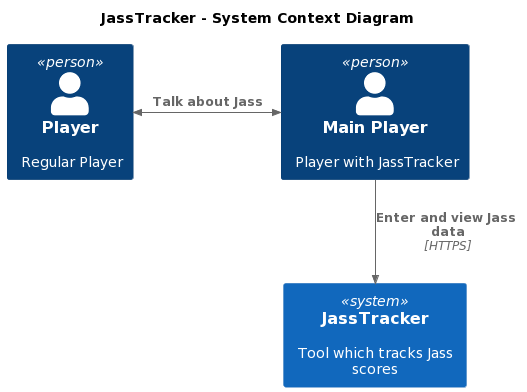 JassTracker - System Context Diagram
«person»
Player
Regular Player
Talk about Jass
«person»
Main Player
Player with JassTracker
Enter and view Jass
data
[HTTPS]
«system»
JassTracker
Tool which tracks Jass
scores